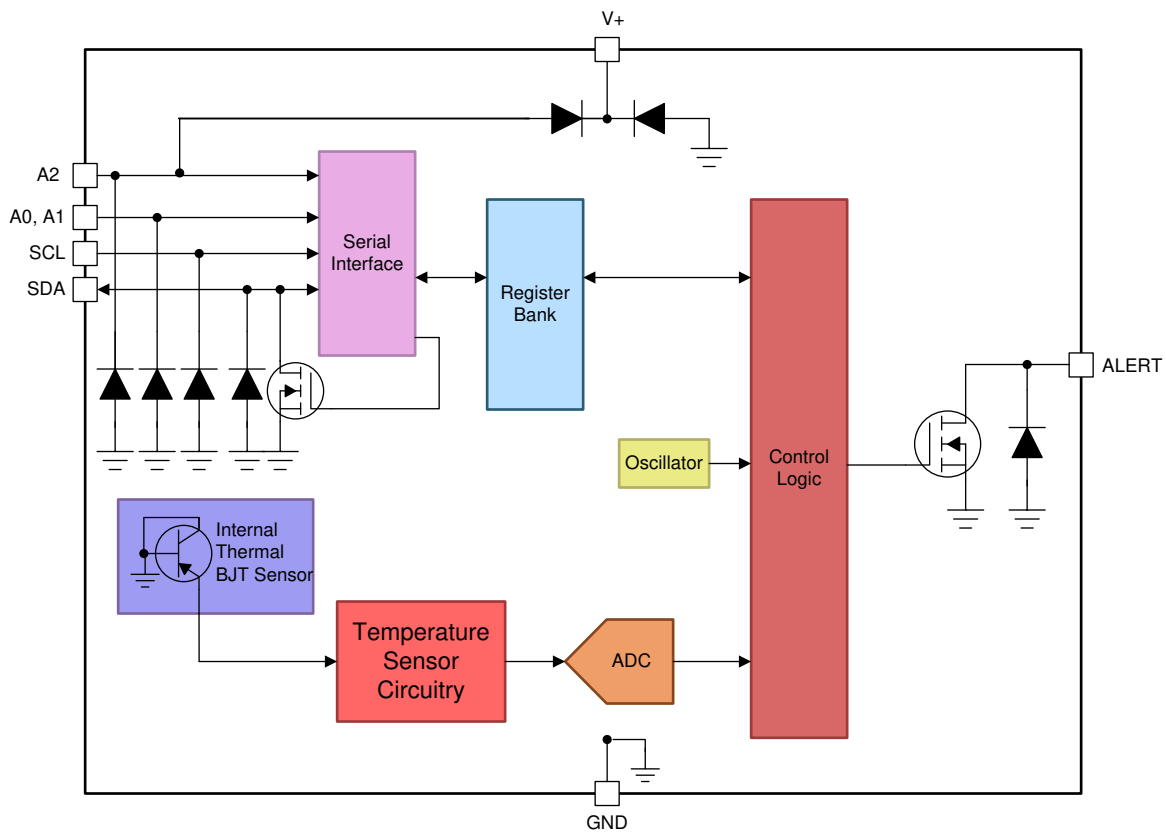 V+
A2
A0, A1
SCL
SDA
Serial
Interface
Register
Bank
ALERT
Oscillator
Control
Logic
Internal
Thermal
BJT Sensor
Temperature
Sensor
Circuitry
ADC
GND